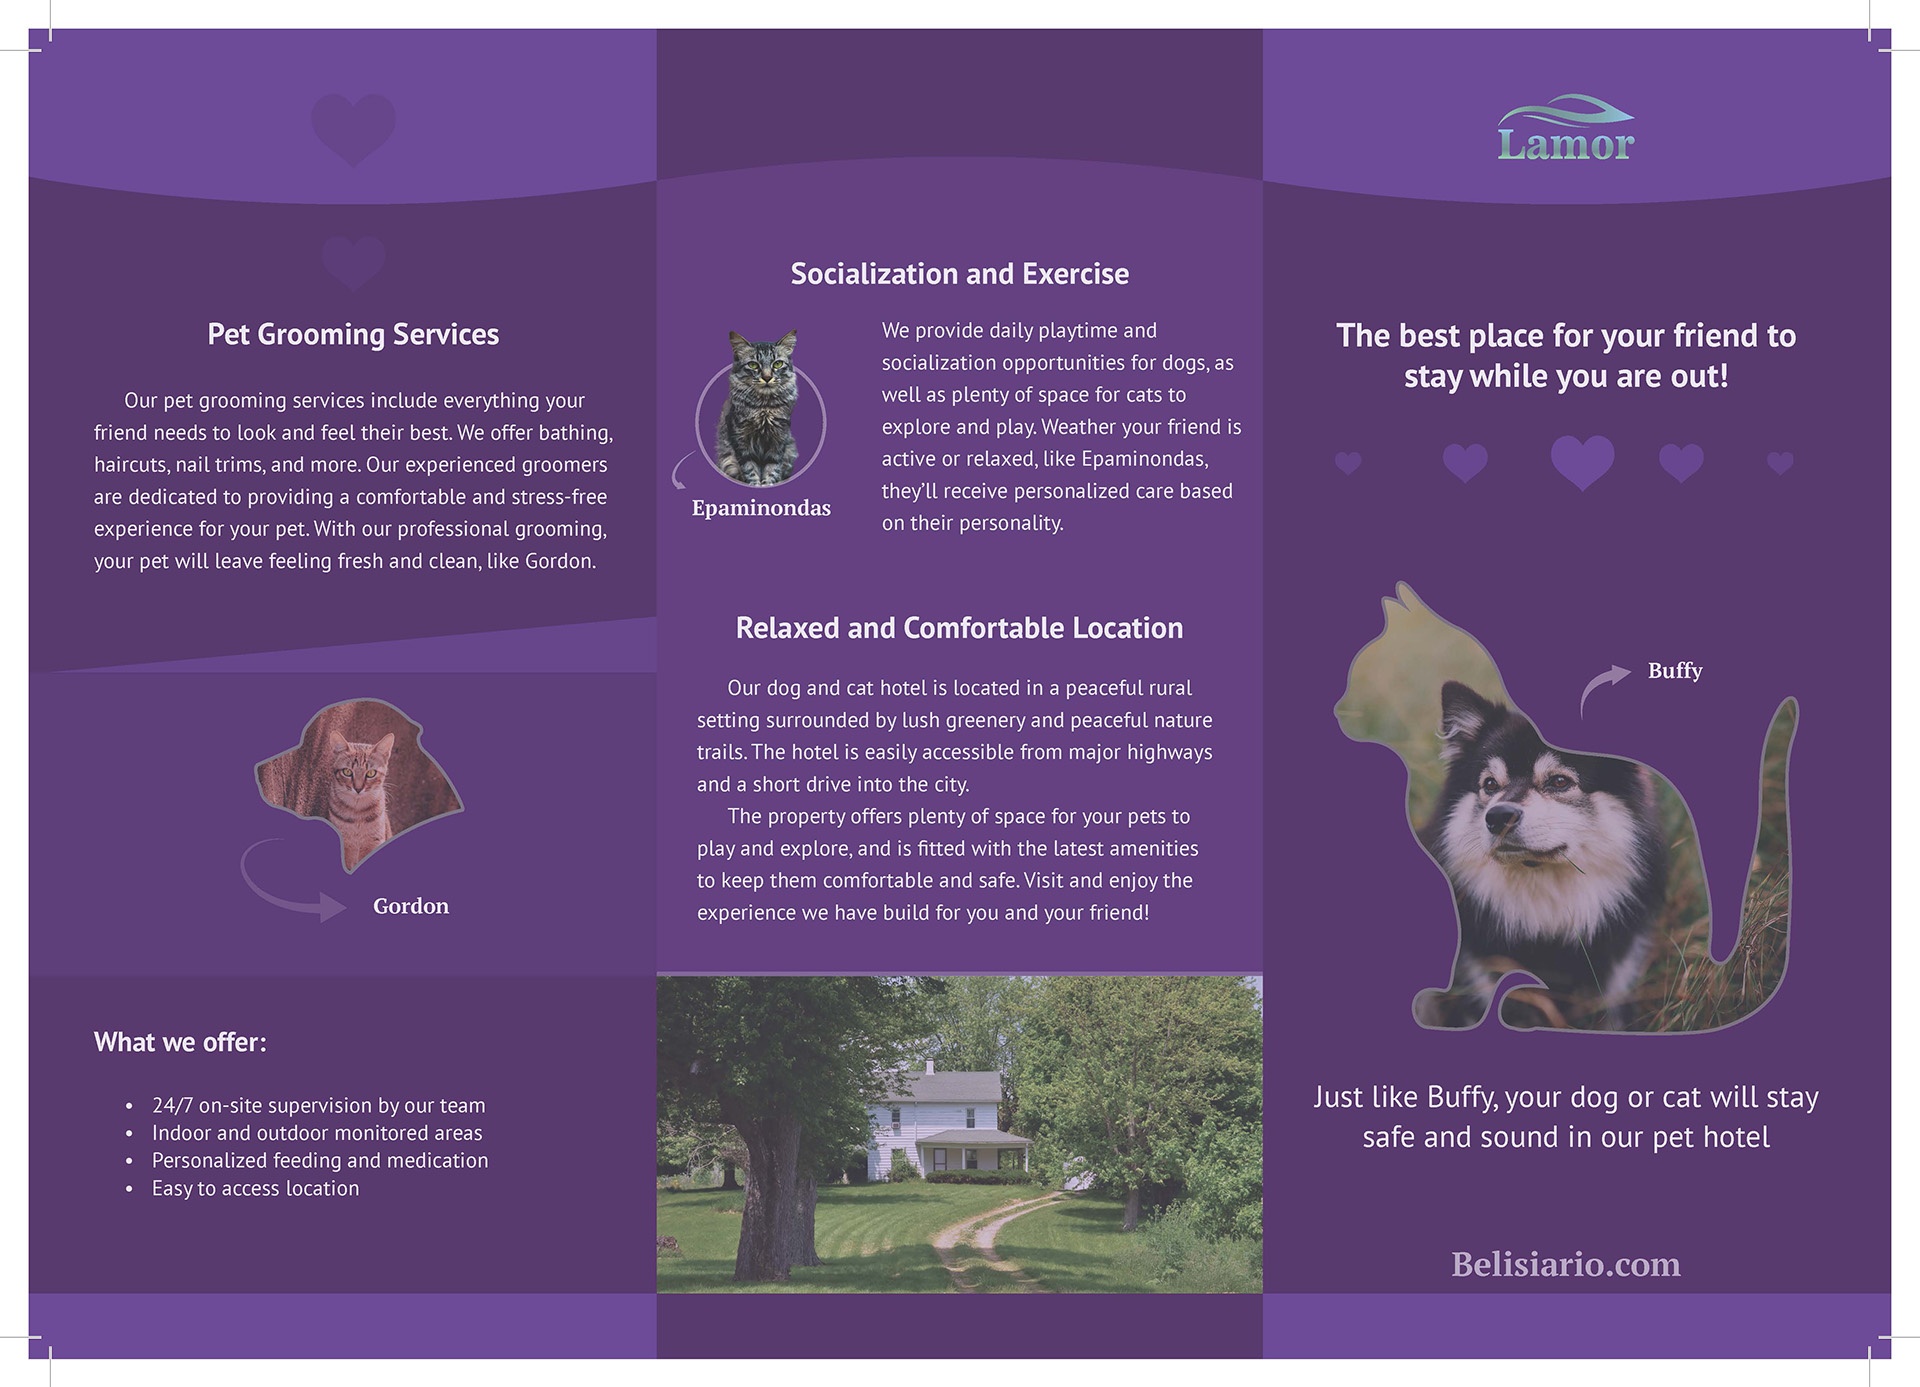 Pet Grooming Services
Our pet grooming services include everything your
friend needs to look and feel their best. We offer bathing,
haircuts, nail trims, and more. Our experienced groomers
are dedicated to providing a comfortable and stress-free
experience for your pet. With our professional grooming,
your pet will leave feeling fresh and clean, like Gordon.
Gordon
What we offer:
• 24/7 on-site supervision by our team
• Indoor and outdoor monitored areas
• Personalized feeding and medication
• Easy to access location
Socialization and Exercise
We provide daily playtime and
socialization opportunities for dogs, as
well as plenty of space for cats to
explore and play. Weather your friend is
active or relaxed, like Epaminondas,
they’ll receive personalized care based
on their personality.
Epaminondas
Relaxed and Comfortable Location
Our dog and cat hotel is located in a peaceful rural
setting surrounded by lush greenery and peaceful nature
trails. The hotel is easily accessible from major highways
and a short drive into the city.
The property offers plenty of space for your pets to
play and explore, and is fitted with the latest amenities
to keep them comfortable and safe. Visit and enjoy the
experience we have build for you and your friend!
Lamor
The best place for your friend to
stay while you are out!
Buffy
Just like Buffy, your dog or cat will stay
safe and sound in our pet hotel
Belisiario.com